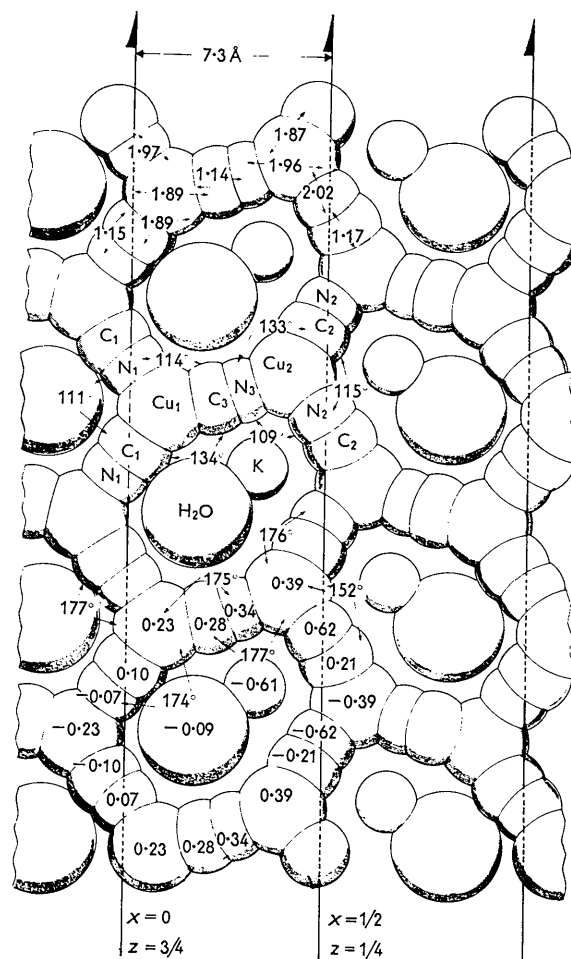 7·3 Å
1·97
1·87
1·14
1·96
1·89
2·02
1·15
1·89
1·17
N₂
C₁
133
C₂
N₁
114
Cu₂
N₃
115°
111
Cu₁
C₃
N₂
C₁
109
C₂
134°
K
N₁
H₂O
176°
175°
0·39
152°
177°
0·34
0·23
0·28
0·62
177°
0·21
0·10
-0·61
-0·07
174°
-0·39
-0·23
-0·09
-0·62
-0·21
-0·10
0·07
0·39
0·34
0·23
0·28
x = 0
x = 1/2
z = 3/4
z = 1/4